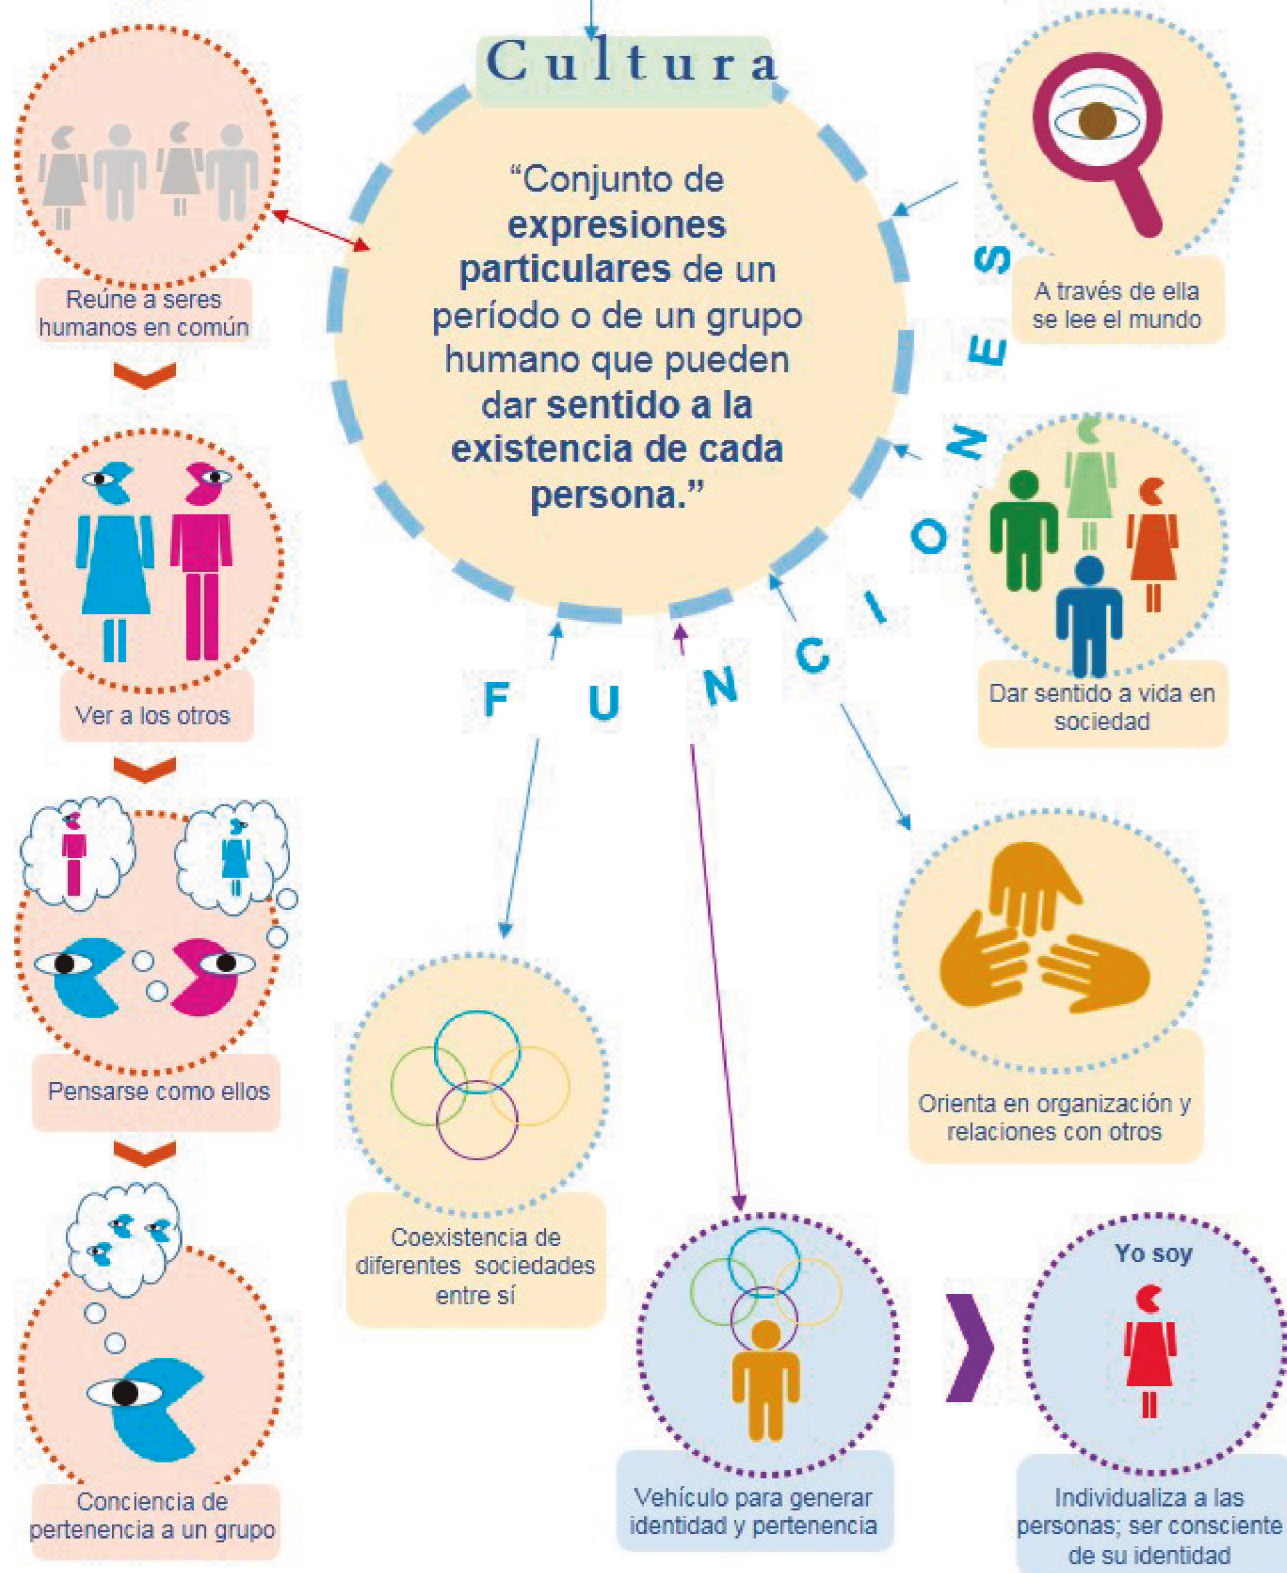 Cultura
“Conjunto de
expresiones
particulares de un
período o de un grupo
humano que pueden
dar sentido a la
existencia de cada
persona.”
Reúne a seres
humanos en común
Ver a los otros
Pensarse como ellos
Conciencia de
pertenencia a un grupo
FUNCIONES
A través de ella
se lee el mundo
Dar sentido a vida en
sociedad
Orienta en organización y
relaciones con otros
Coexistencia de
diferentes sociedades
entre sí
Vehículo para generar
identidad y pertenencia
Yo soy
Individualiza a las
personas; ser consciente
de su identidad